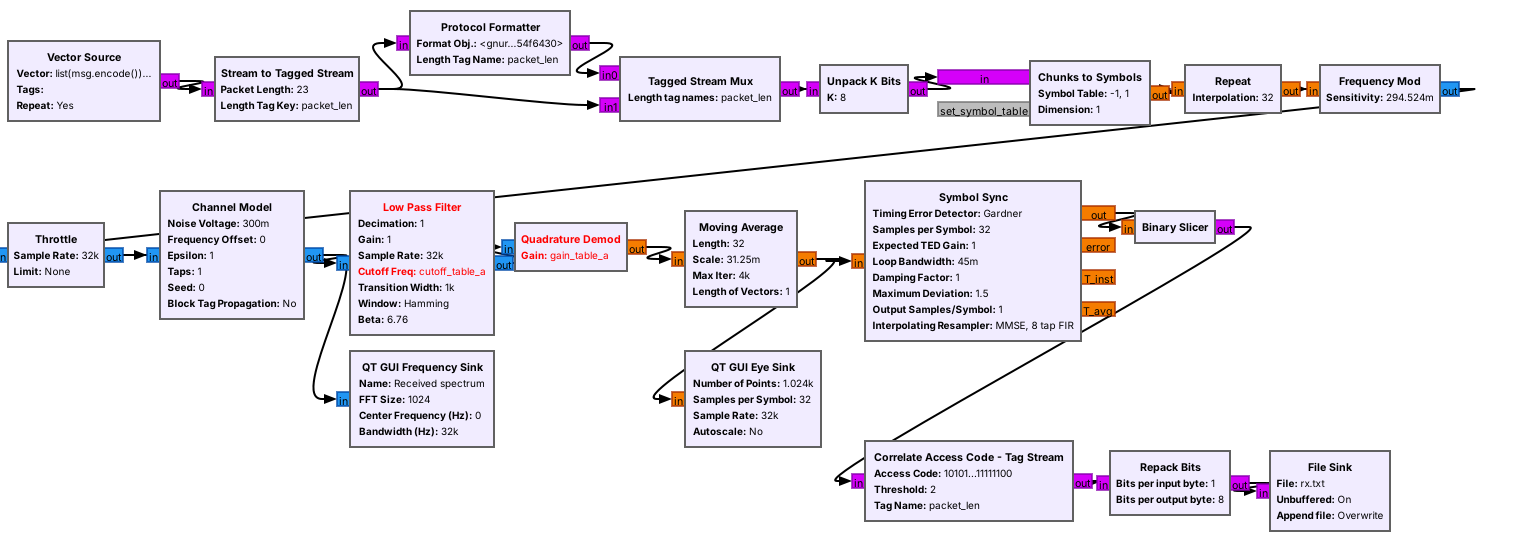 Vector Source
Vector: list(msg.encode())...
Tags:
Repeat: Yes
out
in
Stream to Tagged Stream
Packet Length: 23
Length Tag Key: packet_len
out
in
Protocol Formatter
Format Obj.: <gnur...54f6430>
Length Tag Name: packet_len
out
in0
in1
Tagged Stream Mux
Length tag names: packet_len
out
in
Unpack K Bits
K: 8
out
in
set_symbol_table
Chunks to Symbols
Symbol Table: -1, 1
Dimension: 1
out
in
Repeat
Interpolation: 32
out
in
Frequency Mod
Sensitivity: 294.524m
out
in
Throttle
Sample Rate: 32k
Limit: None
out
in
Channel Model
Noise Voltage: 300m
Frequency Offset: 0
Epsilon: 1
Taps: 1
Seed: 0
Block Tag Propagation: No
out
in
Low Pass Filter
Decimation: 1
Gain: 1
Sample Rate: 32k
Cutoff Freq: cutoff_table_a
Transition Width: 1k
Window: Hamming
Beta: 6.76
out
in
Quadrature Demod
Gain: gain_table_a
out
in
Moving Average
Length: 32
Scale: 31.25m
Max Iter: 4k
Length of Vectors: 1
out
in
Symbol Sync
Timing Error Detector: Gardner
Samples per Symbol: 32
Expected TED Gain: 1
Loop Bandwidth: 45m
Damping Factor: 1
Maximum Deviation: 1.5
Output Samples/Symbol: 1
Interpolating Resampler: MMSE, 8 tap FIR
out
error
T_inst
T_avg
in
Binary Slicer
out
in
QT GUI Frequency Sink
Name: Received spectrum
FFT Size: 1024
Center Frequency (Hz): 0
Bandwidth (Hz): 32k
in
QT GUI Eye Sink
Number of Points: 1.024k
Samples per Symbol: 32
Sample Rate: 32k
Autoscale: No
in
Correlate Access Code - Tag Stream
Access Code: 10101...11111100
Threshold: 2
Tag Name: packet_len
out
in
Repack Bits
Bits per input byte: 1
Bits per output byte: 8
out
in
File Sink
File: rx.txt
Unbuffered: On
Append file: Overwrite